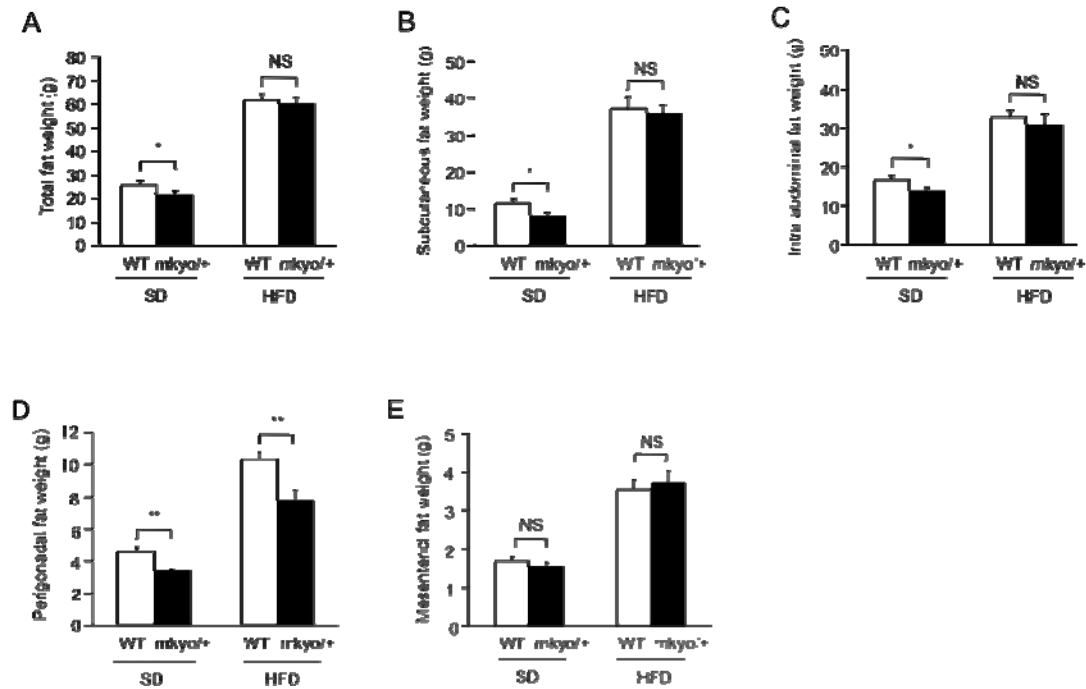 A
Total fat weight (g)
80
70
60
50
40
30
20
10
0
*
NS
WT mkyo/+
WT mkyo/+
SD
HFD
B
Subcutaneous fat weight (g)
50
40
30
20
10
0
*
NS
WT mkyo/+
WT mkyo/+
SD
HFD
C
Intra abdominal fat weight (g)
50
40
30
20
10
0
*
NS
WT mkyo/+
WT mkyo/+
SD
HFD
D
Perigonadal fat weight (g)
12
10
8
6
4
2
0
**
**
WT mkyo/+
WT mkyo/+
SD
HFD
E
fat weight (g)
5
4
3
2
1
0
NS
NS
WT mkyo/+
WT mkyo/+
SD
HFD